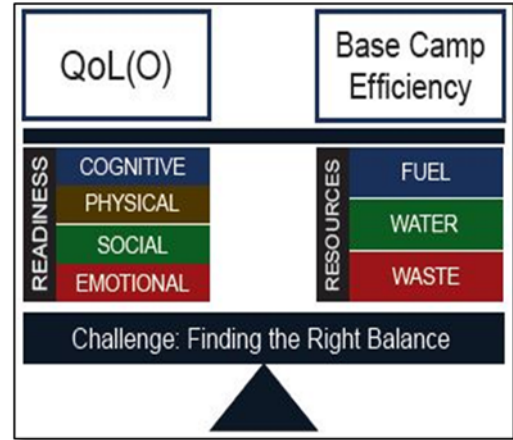 QoL(O)
Base Camp
Efficiency
READINESS
COGNITIVE
PHYSICAL
SOCIAL
EMOTIONAL
RESOURCES
FUEL
WATER
WASTE
Challenge: Finding the Right Balance